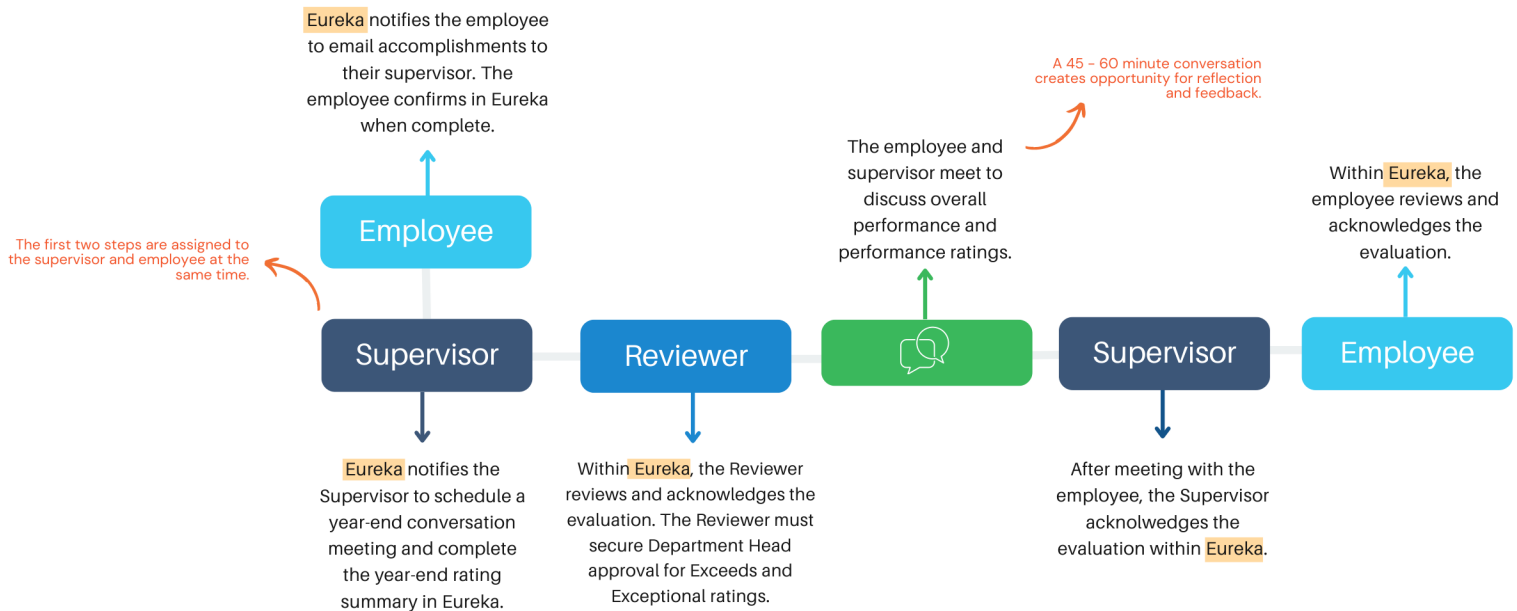 Eureka notifies the employee
to email accomplishments to
their supervisor. The
employee confirms in Eureka
when complete.
Employee
The first two steps are assigned to
the supervisor and employee at the
same time.
Supervisor
Eureka notifies the
Supervisor to schedule a
year-end conversation
meeting and complete
the year-end rating
summary in Eureka.
Reviewer
Within Eureka, the Reviewer
reviews and acknowledges the
evaluation. The Reviewer must
secure Department Head
approval for Exceeds and
Exceptional ratings.
A 45 - 60 minute conversation
creates opportunity for reflection
and feedback.
The employee and
supervisor meet to
discuss overall
performance and
performance ratings.
Supervisor
After meeting with the
employee, the Supervisor
acknolwedges the
evaluation within Eureka.
Within Eureka, the
employee reviews and
acknowledges the
evaluation.
Employee